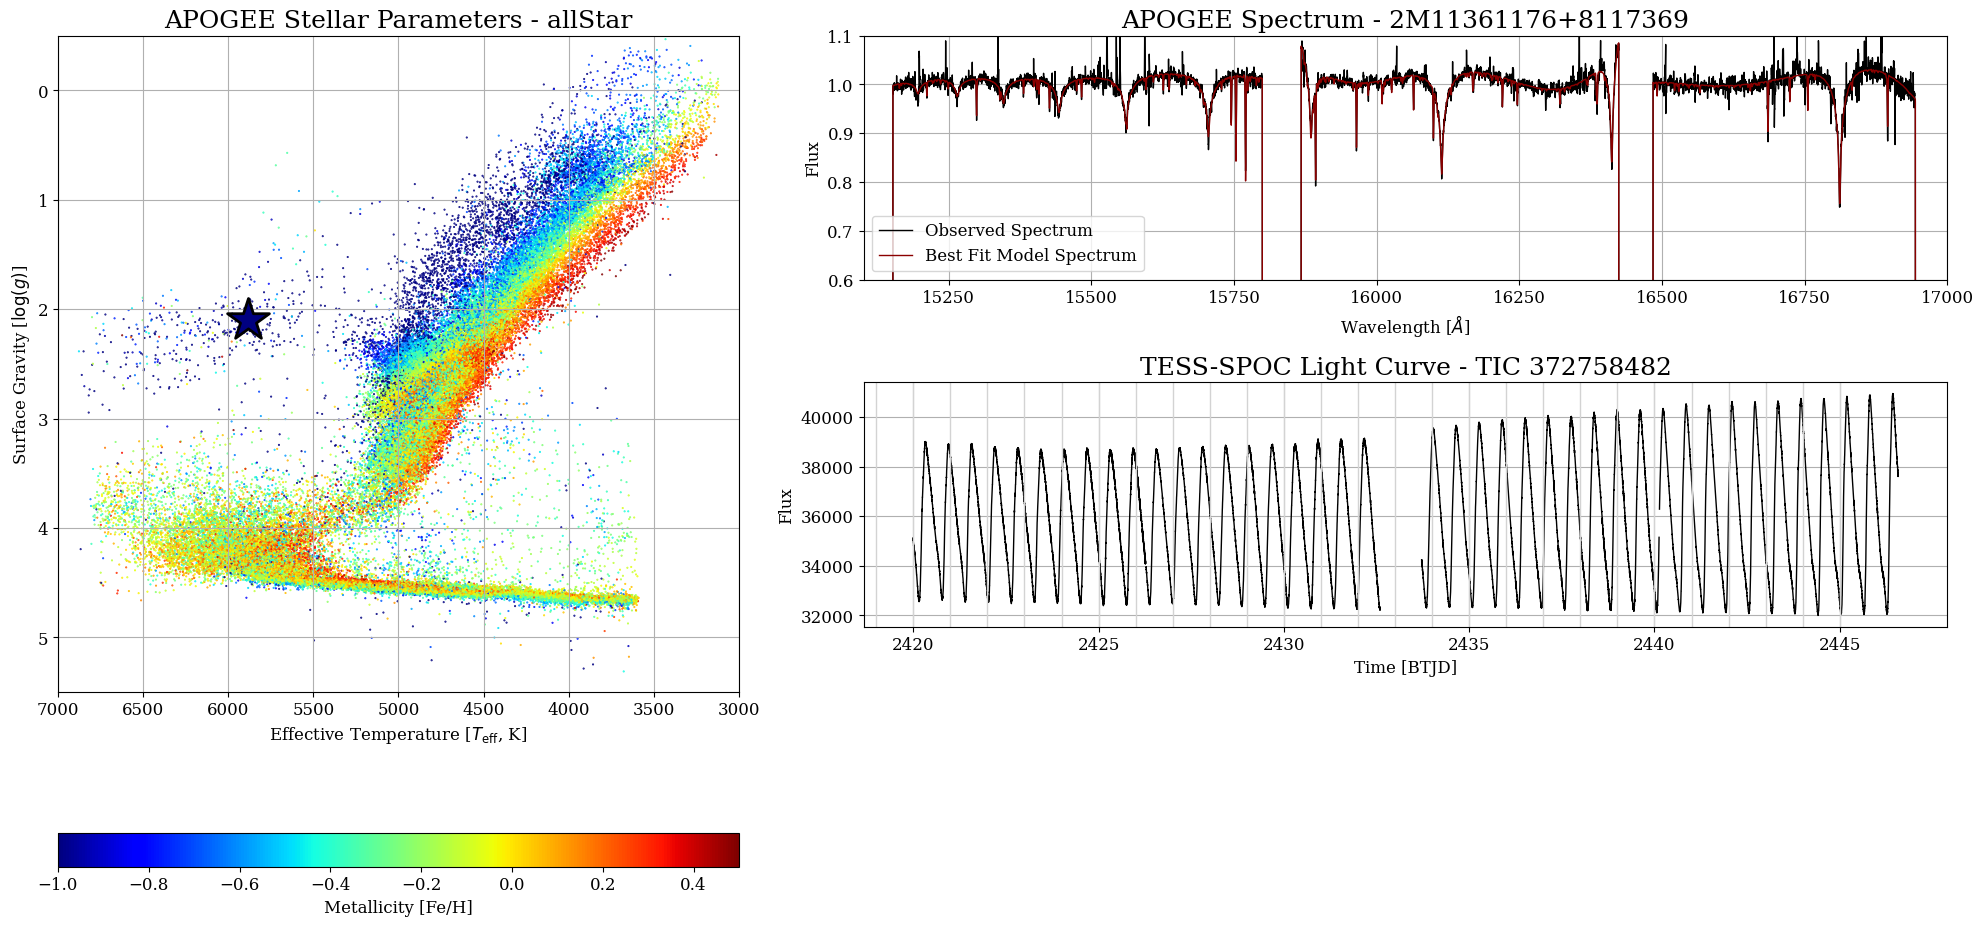 APOGEE Stellar Parameters - allStar
0
1
2
3
4
5
Surface Gravity [log(g)]
7000 6500 6000 5500 5000 4500 4000 3500 3000
Effective Temperature [Teff, K]
−1.0 −0.8 −0.6 −0.4 −0.2 0.0 0.2 0.4
Metallicity [Fe/H]
APOGEE Spectrum - 2M11361176+8117369
1.1
1.0
0.9
0.8
0.7
0.6
Flux
Observed Spectrum
Best Fit Model Spectrum
15250 15500 15750 16000 16250 16500 16750 17000
Wavelength [Å]
TESS-SPOC Light Curve - TIC 372758482
40000
38000
36000
34000
32000
Flux
2420 2425 2430 2435 2440 2445
Time [BTJD]